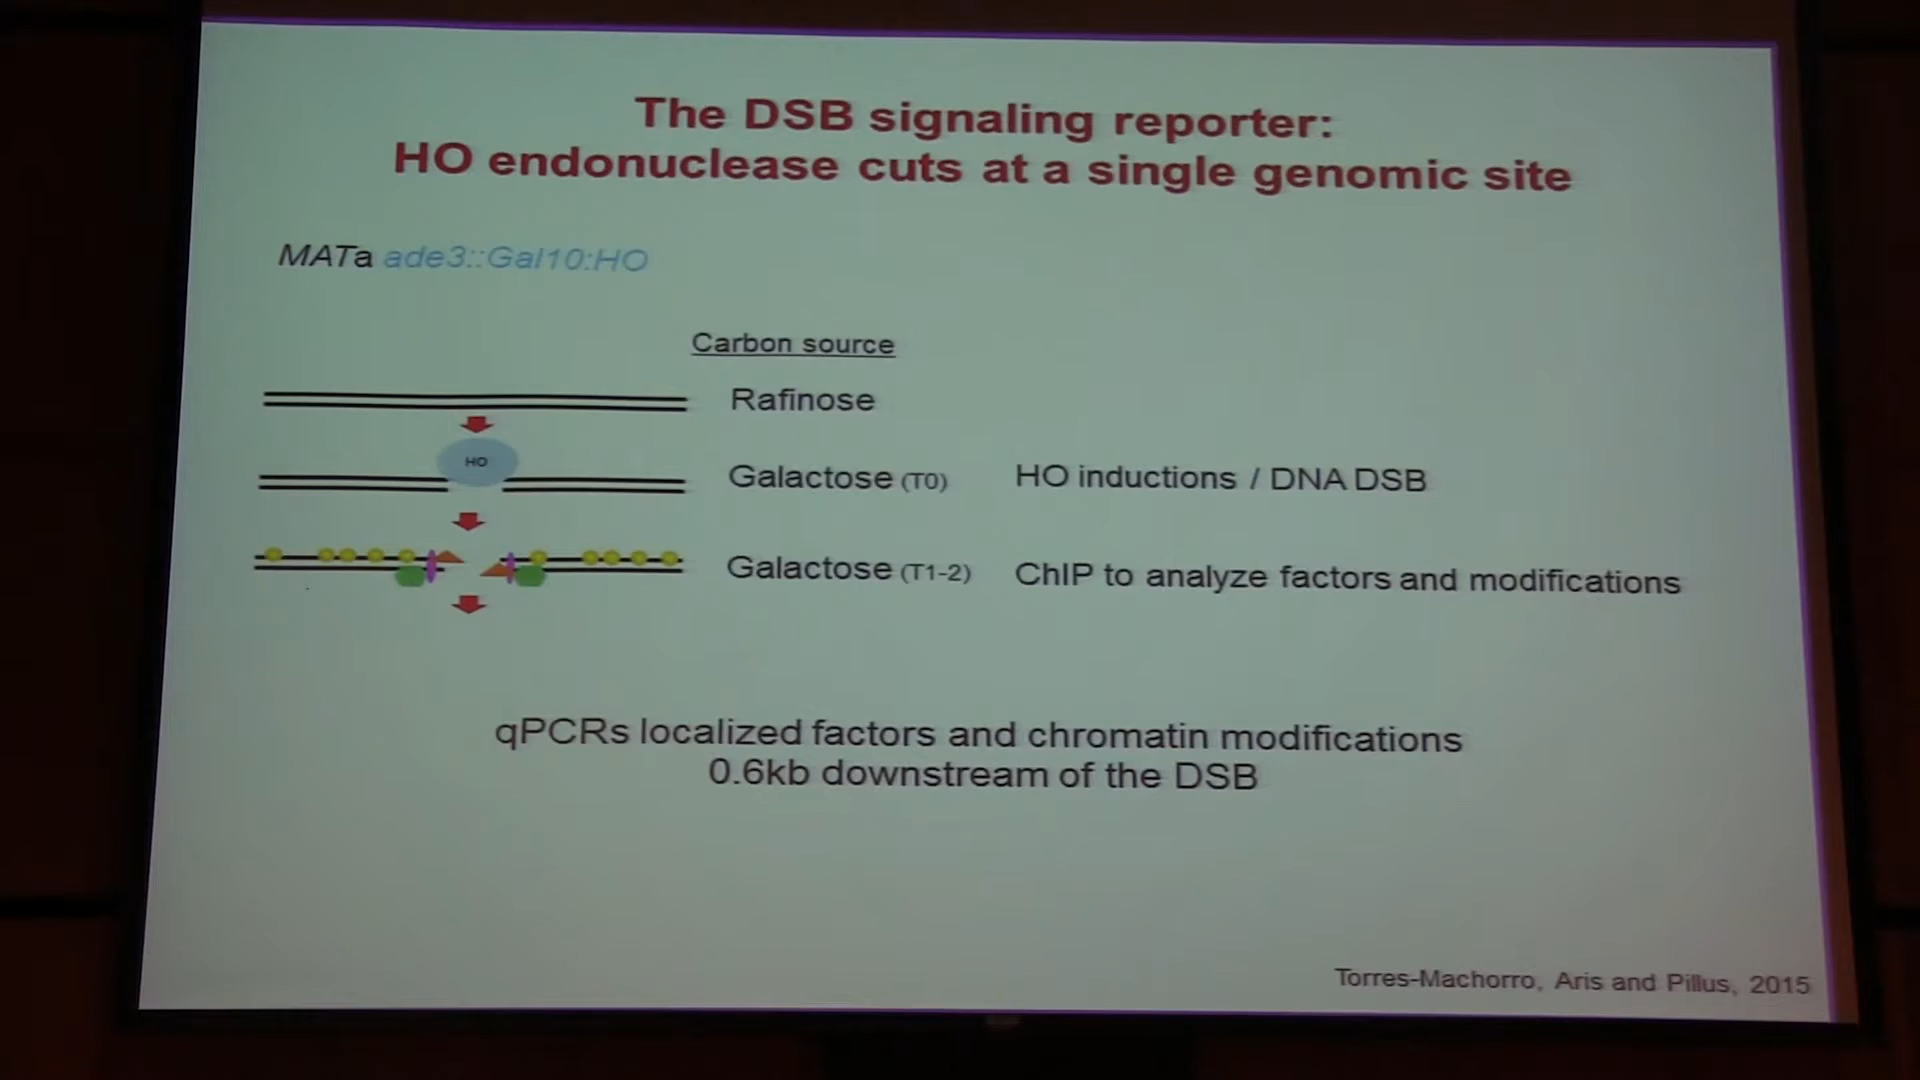 The DSB signaling reporter:
HO endonuclease cuts at a single genomic site
MATa ade3::Gal10:HO
Carbon source
Rafinose
HO
Galactose (T0) HO inductions / DNA DSB
Galactose (T1-2) ChIP to analyze factors and modifications
qPCRs localized factors and chromatin modifications
0.6kb downstream of the DSB
Torres-Machorro, Aris and Pillus, 2015